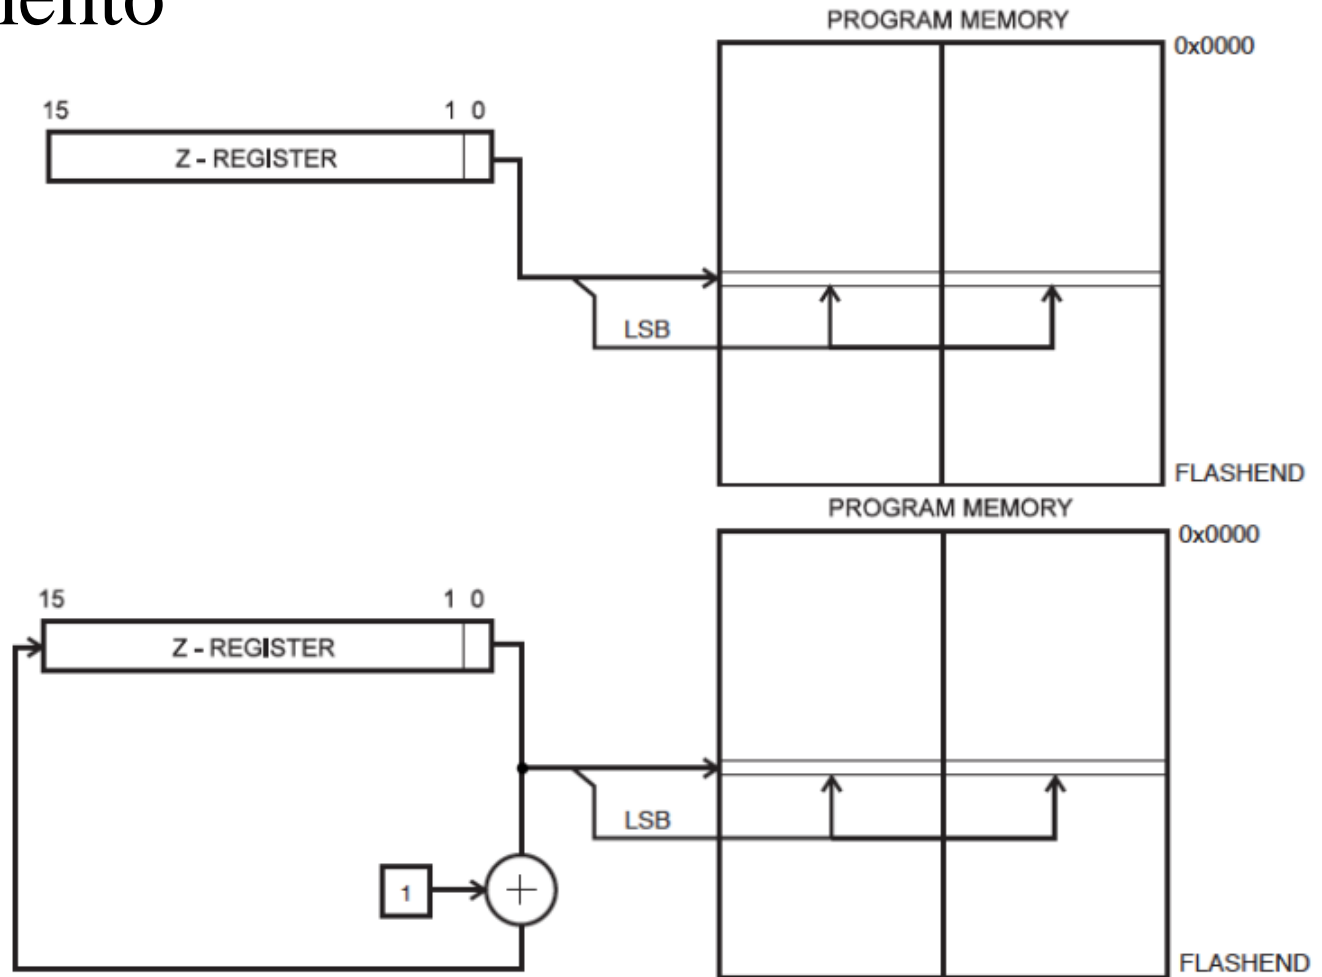 PROGRAM MEMORY
0x0000
15 1 0
Z - REGISTER
LSB
FLASHEND
PROGRAM MEMORY
0x0000
15 1 0
Z - REGISTER
LSB
1
+
FLASHEND